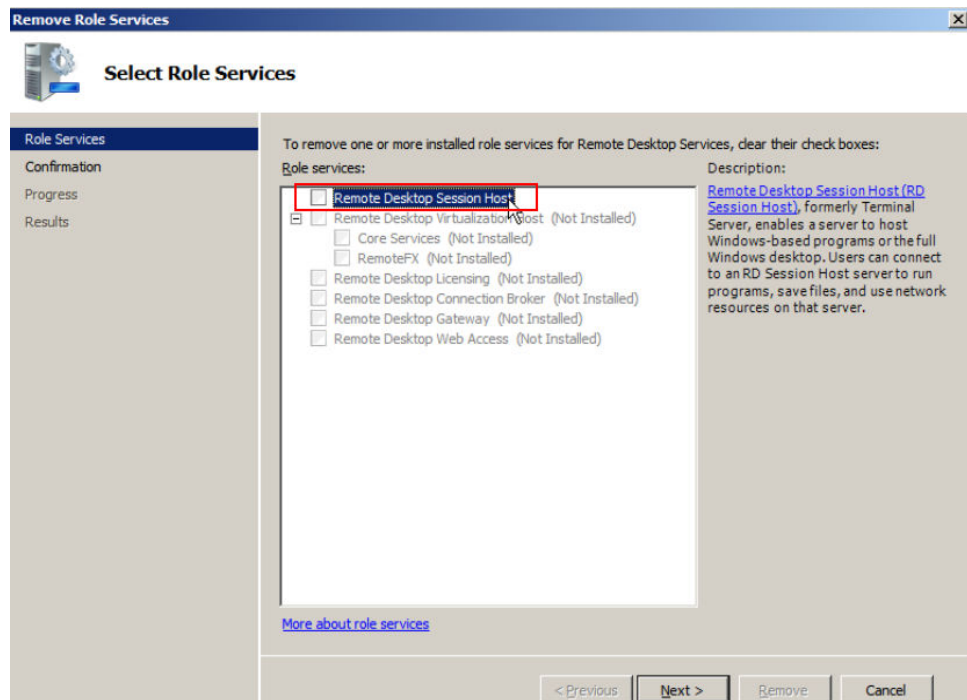 Remove Role Services
Select Role Services
Role Services
Confirmation
Progress
Results
To remove one or more installed role services for Remote Desktop Services, clear their check boxes:
Role services:
Remote Desktop Session Host
Remote Desktop Virtualization Host (Not Installed)
Core Services (Not Installed)
RemoteFX (Not Installed)
Remote Desktop Licensing (Not Installed)
Remote Desktop Connection Broker (Not Installed)
Remote Desktop Gateway (Not Installed)
Remote Desktop Web Access (Not Installed)
More about role services
Description:
Remote Desktop Session Host (RD
Session Host), formerly Terminal
Server, enables a server to host
Windows-based programs or the full
Windows desktop. Users can connect
to an RD Session Host server to run
programs, save files, and use network
resources on that server.
< Previous
Next >
Remove
Cancel